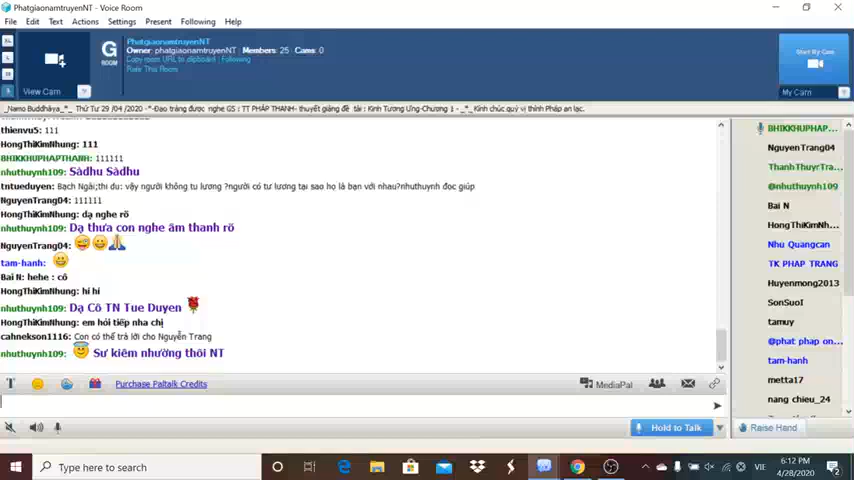 PhatgiaonamtruyenNT - Voice Room
File Edit Text Actions Settings Present Following Help
PhatgiaonamtruyenNT
Owner: phatgiaonamtruyenNT Members: 25 Cams: 0
Copy room URL to clipboard Following
Rate This Room
G
ROOM
View Cam
Start My Cam
My Cam
_Namo Buddhàya_*_ Thứ Tư 29 /04 /2020 -*-Đạo tràng được nghe GS : TT PHÁP THANH- thuyết giảng đề tài : Kinh Tương Ưng-Chương 1 - _*_ Kính chúc quý vị thính Pháp an lạc.
thienvu5: 111
HongThiKimNhung: 111
BHIKKHUPHAPTHANH: 111111
nhuthuynh109: Sàdhu Sàdhu
tntueduyen: Bạch Ngài;thi du: vậy người không tu lương ?người có tư lương tại sao họ là bạn với nhau?nhuthuynh đọc giúp
NguyenTrang04: 111111
HongThiKimNhung: dạ nghe rõ
nhuthuynh109: Dạ thưa con nghe âm thanh rõ
NguyenTrang04:
tam-hanh:
Bai N: hehe : cô
HongThiKimNhung: hí hí
nhuthuynh109: Dạ Cô TN Tue Duyen
HongThiKimNhung: em hỏi tiếp nha chị
cahnekson1116: Con có thể trả lời cho Nguyễn Trang
nhuthuynh109: Sư kiêm nhường thôi NT
BHIKKHUPHAP...
NguyenTrang04
ThanhThuyrTra...
@nhuthuynh109
Bai N
HongThiKimNh...
Nhu Quangcan
TK PHAP TRANG
Huyenmong2013
SonSuoI
tamuy
@phat phap on...
tam-hanh
metta17
nang chieu_24
T Purchase Paltalk Credits MediaPal
Hold to Talk
Raise Hand
Type here to search
VIE
6:12 PM
4/28/2020
2